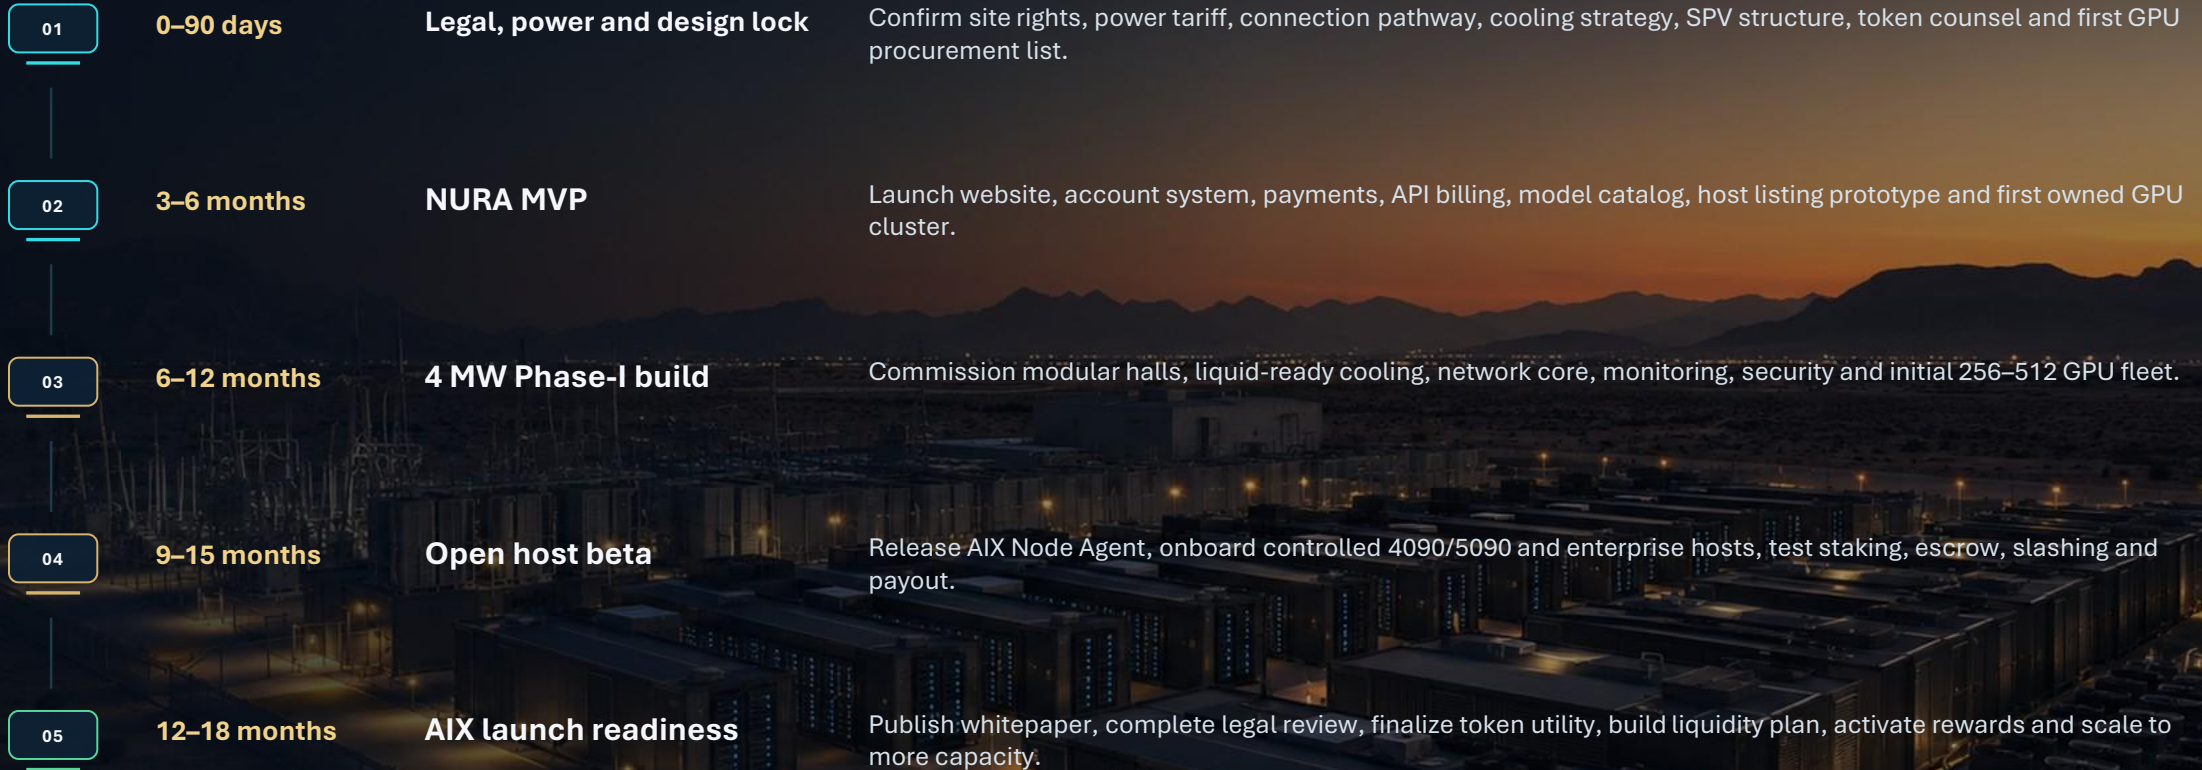 01
0–90 days
Legal, power and design lock
Confirm site rights, power tariff, connection pathway, cooling strategy, SPV structure, token counsel and first GPU
procurement list.
02
3–6 months
NURA MVP
Launch website, account system, payments, API billing, model catalog, host listing prototype and first owned GPU
cluster.
03
6–12 months
4 MW Phase-I build
Commission modular halls, liquid-ready cooling, network core, monitoring, security and initial 256–512 GPU fleet.
04
9–15 months
Open host beta
Release AIX Node Agent, onboard controlled 4090/5090 and enterprise hosts, test staking, escrow, slashing and
payout.
05
12–18 months
AIX launch readiness
Publish whitepaper, complete legal review, finalize token utility, build liquidity plan, activate rewards and scale to
more capacity.